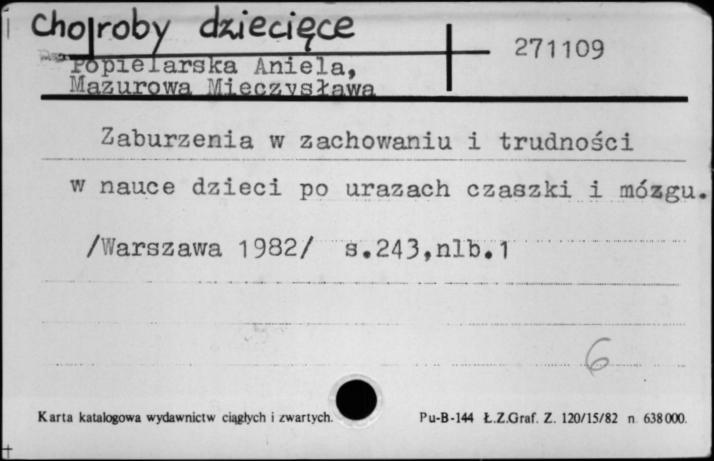 Chojroby dziecięce
271109
Popielarska Aniela,
Mazurowa Mieczysława
Zaburzenia w zachowaniu i trudności
w nauce dzieci po urazach czaszki i mózgu.
/Warszawa 1982/ s.243,nlb.1
6
Karta katalogowa wydawnictw ciągłych i zwartych.
Pu-B-144 Ł.Z.Graf. Z. 120/15/82 n. 638000.